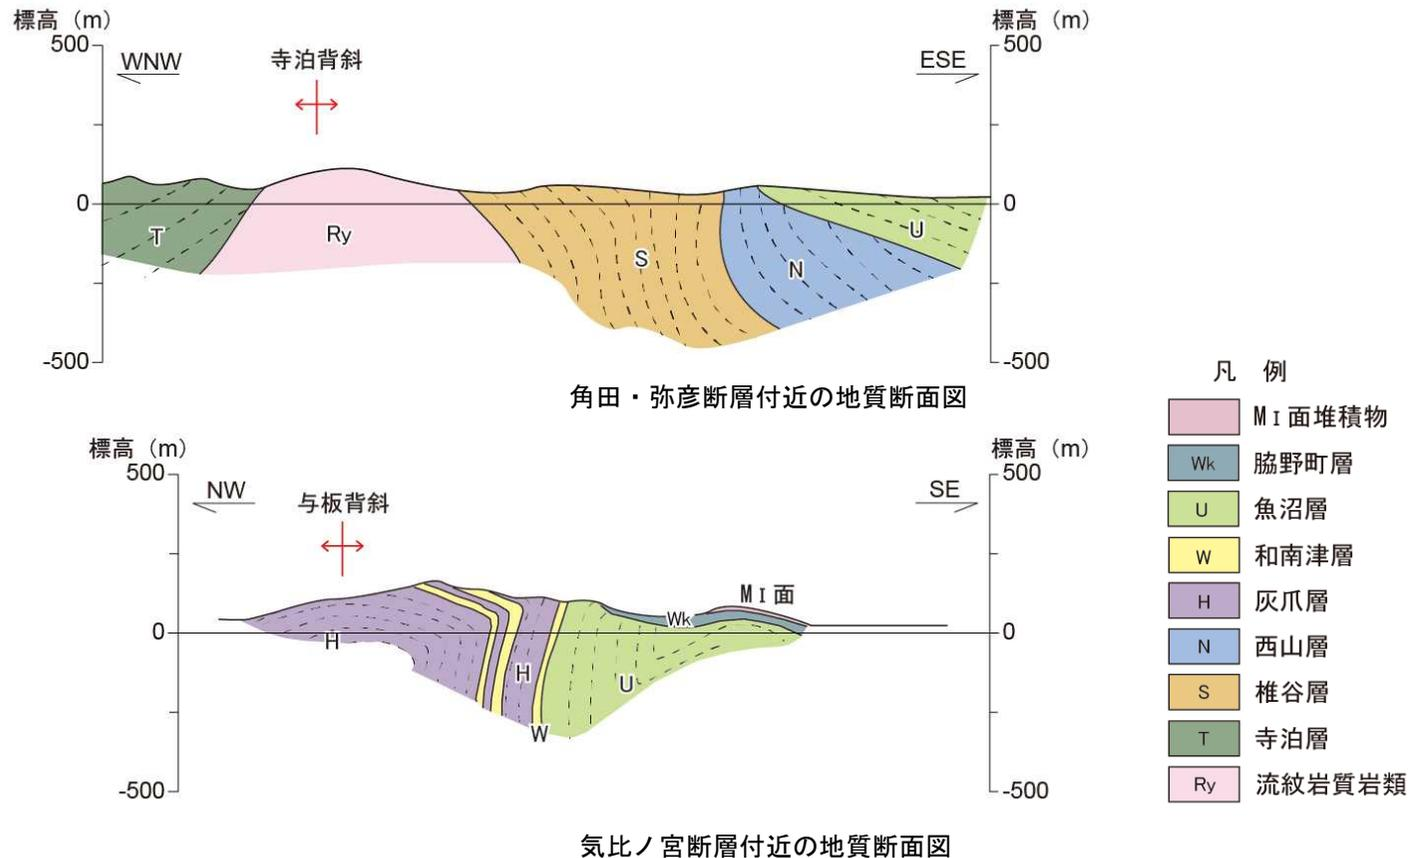 標高（m）
500
0
-500
WNW
寺泊背斜
ESE
標高（m）
500
0
-500
T
Ry
S
N
U
角田・弥彦断層付近の地質断面図
標高（m）
500
0
-500
NW
与板背斜
SE
標高（m）
500
0
-500
MI面
Wk
H
H
U
W
気比ノ宮断層付近の地質断面図
凡 例
MI面堆積物
Wk 脇野町層
U 魚沼層
W 和南津層
H 灰爪層
N 西山層
S 椎谷層
T 寺泊層
Ry 流紋岩質岩類